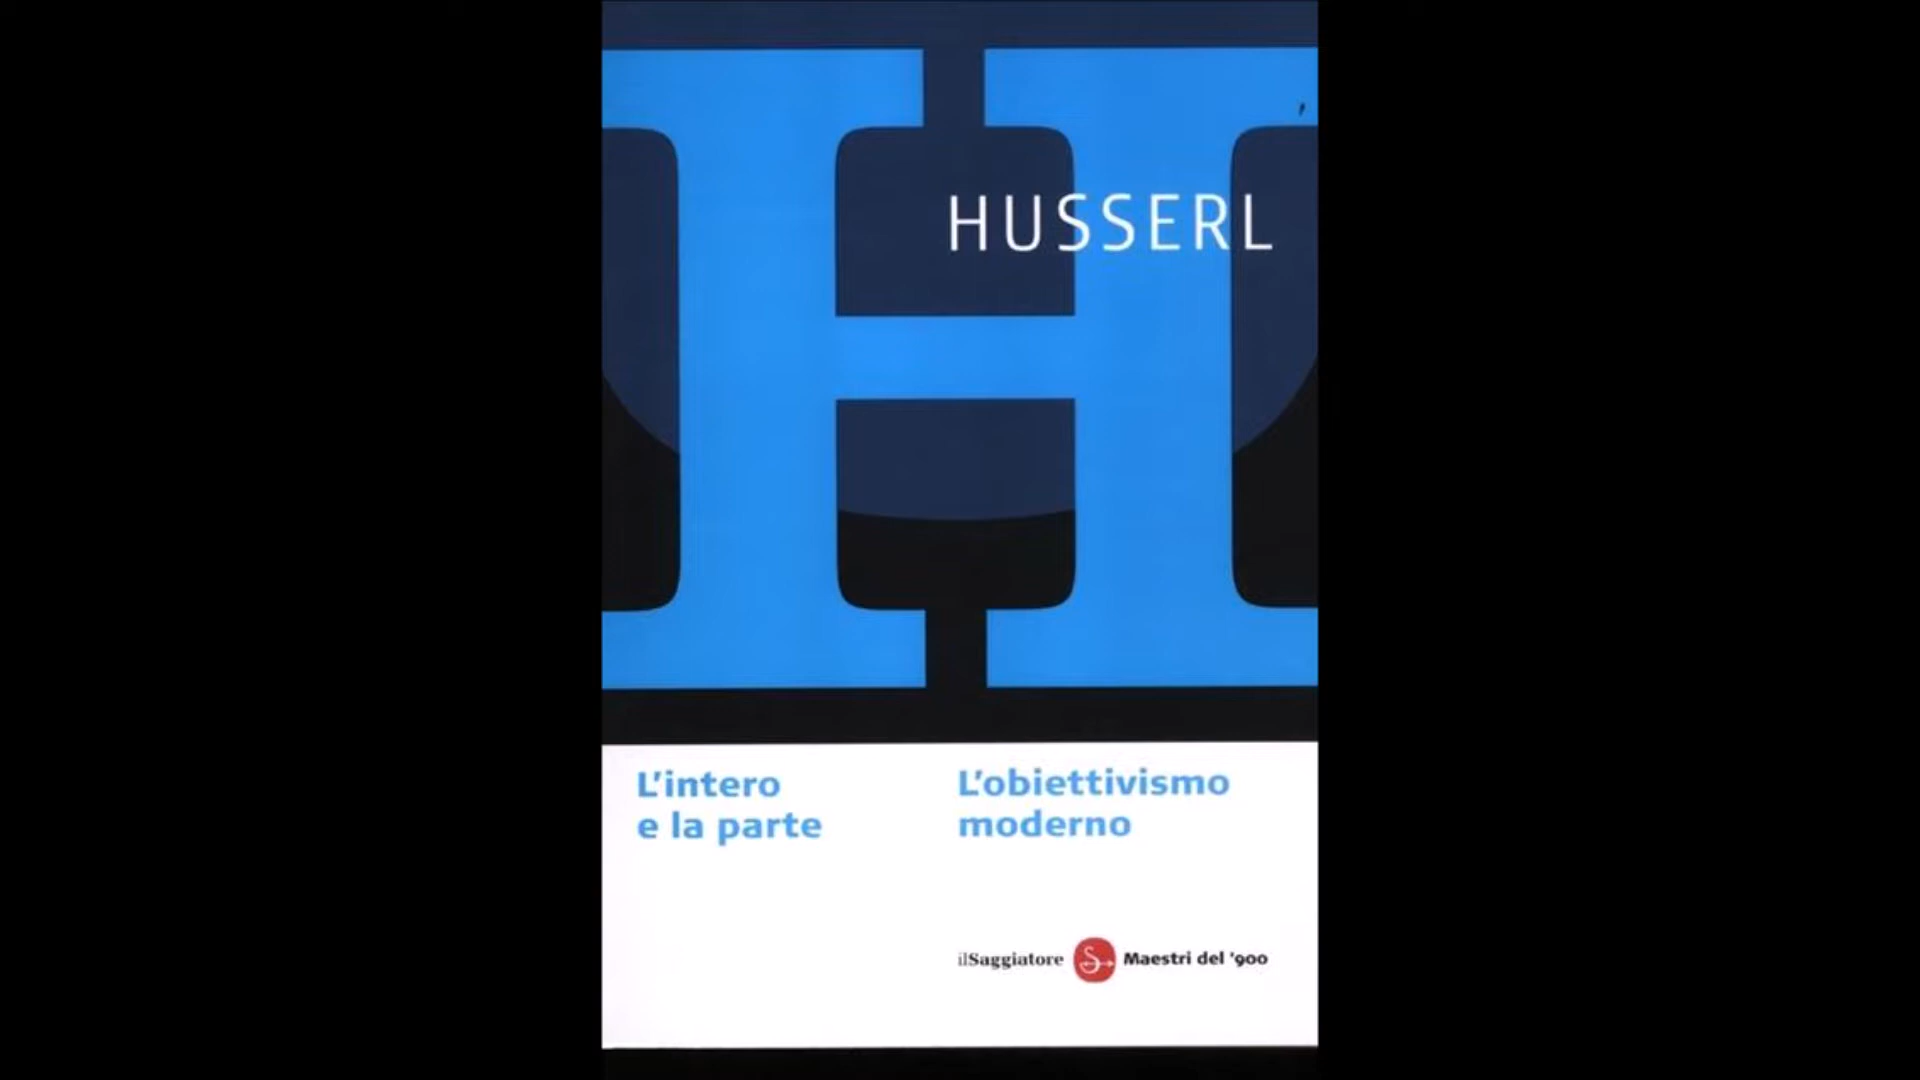 HUSSERL
L'intero
e la parte
L'obiettivismo
moderno
ilSaggiatore S Maestri del '900